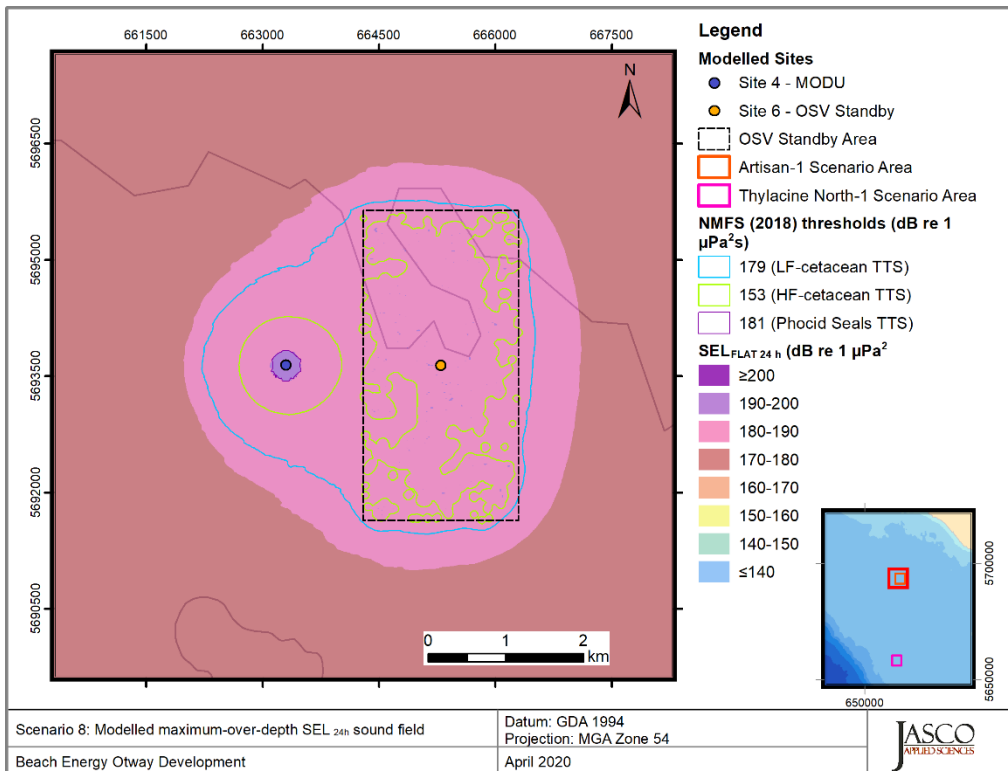 661500 663000 664500 666000 667500
5696500
5695000
5693500
5692000
5690500
N
0 1 2
km
Legend
Modelled Sites
Site 4 - MODU
Site 6 - OSV Standby
OSV Standby Area
Artisan-1 Scenario Area
Thylacine North-1 Scenario Area
NMFS (2018) thresholds (dB re 1
µPa²s)
179 (LF-cetacean TTS)
153 (HF-cetacean TTS)
181 (Phocid Seals TTS)
SEL FLAT 24 h (dB re 1 µPa²
≥200
190-200
180-190
170-180
160-170
150-160
140-150
≤140
5700000
5650000
650000
Scenario 8: Modelled maximum-over-depth SEL 24h sound field
Datum: GDA 1994
Projection: MGA Zone 54
Beach Energy Otway Development
April 2020
JASCO
APPLIED SCIENCES